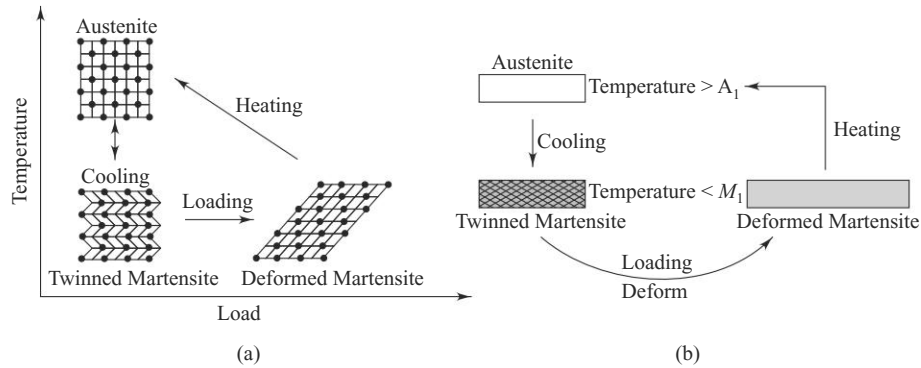 Temperature
Austenite
Heating
Cooling
Loading
Twinned Martensite
Deformed Martensite
Load
(a)
Austenite
Temperature > A1
Cooling
Heating
Temperature < M1
Twinned Martensite
Deformed Martensite
Loading
Deform
(b)